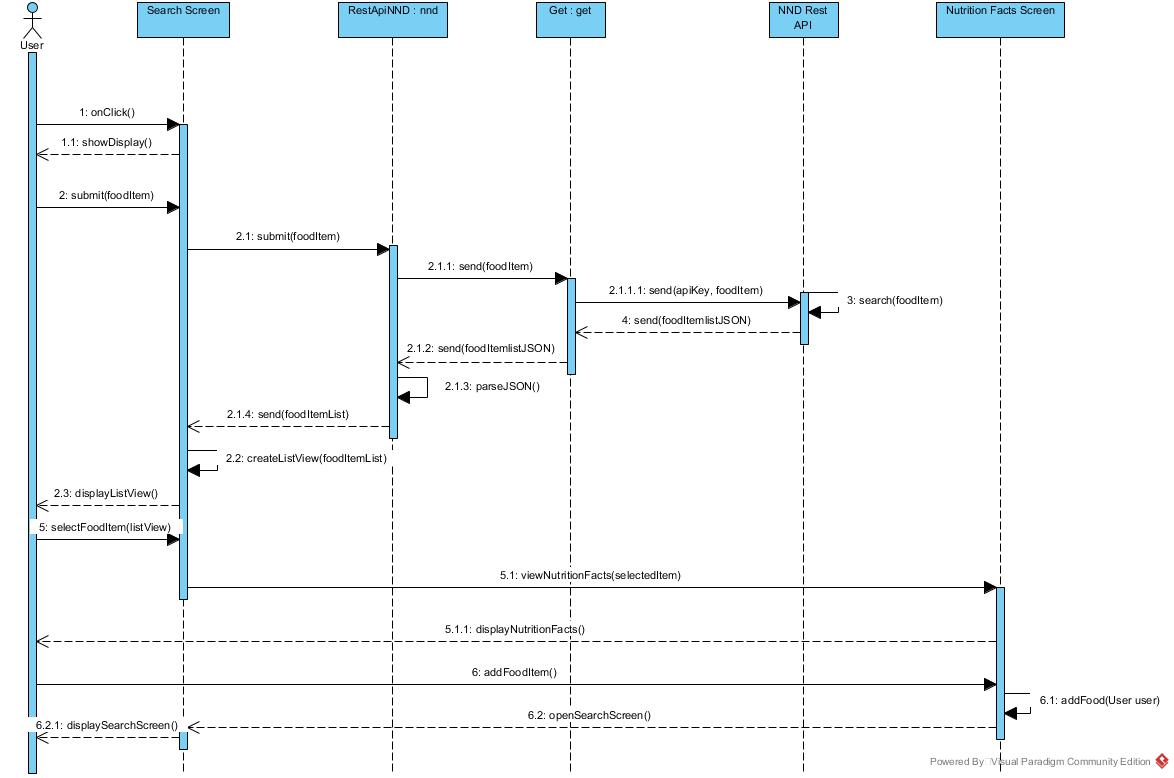 Search Screen
RestApiNND : nnd
Get : get
NND Rest
API
Nutrition Facts Screen
User
1: onClick()
1.1: showDisplay()
2: submit(foodItem)
2.1: submit(foodItem)
2.1.1: send(foodItem)
2.1.1.1: send(apiKey, foodItem)
3: search(foodItem)
4: send(foodItemlistJSON)
2.1.2: send(foodItemlistJSON)
2.1.3: parseJSON()
2.1.4: send(foodItemList)
2.2: createListView(foodItemList)
2.3: displayListView()
5: selectFoodItem(listView)
5.1: viewNutritionFacts(selectedItem)
5.1.1: displayNutritionFacts()
6: addFoodItem()
6.1: addFood(User user)
6.2: openSearchScreen()
6.2.1: displaySearchScreen()
Powered By Visual Paradigm Community Edition